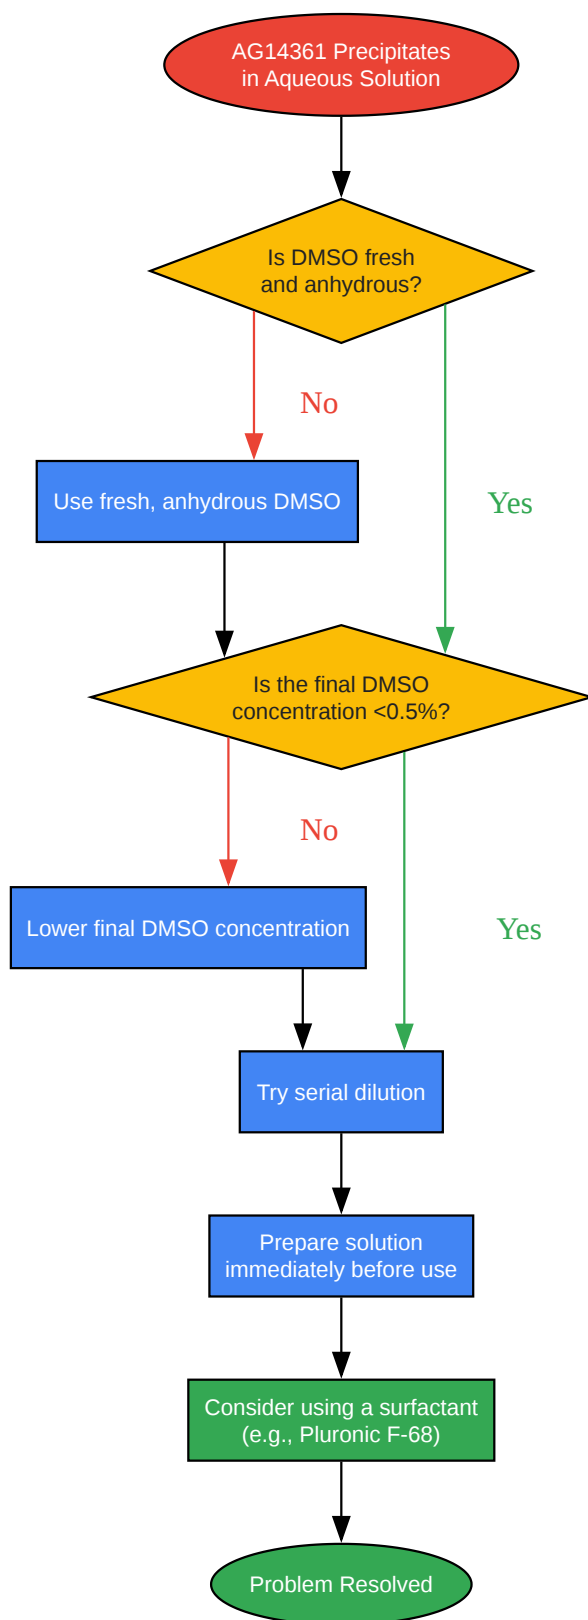 AG14361 Precipitates
in Aqueous Solution
Is DMSO fresh
and anhydrous?
No
Use fresh, anhydrous DMSO
Yes
Is the final DMSO
concentration <0.5%?
No
Lower final DMSO concentration
Yes
Try serial dilution
Prepare solution
immediately before use
Consider using a surfactant
(e.g., Pluronic F-68)
Problem Resolved